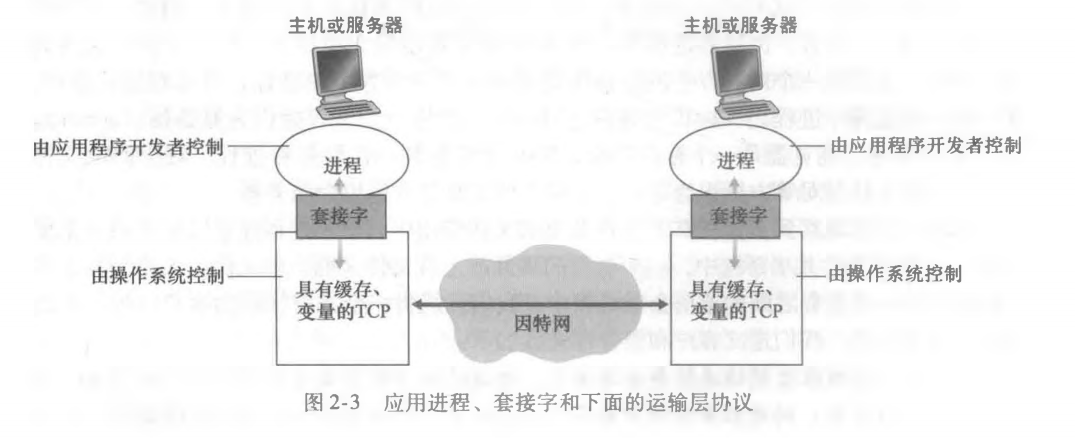 主机或服务器
主机或服务器
由应用程序开发者控制
进程
进程
由应用程序开发者控制
套接字
套接字
由操作系统控制
具有缓存、
变量的TCP
因特网
具有缓存、
变量的TCP
由操作系统控制
图 2-3 应用进程、套接字和下面的运输层协议